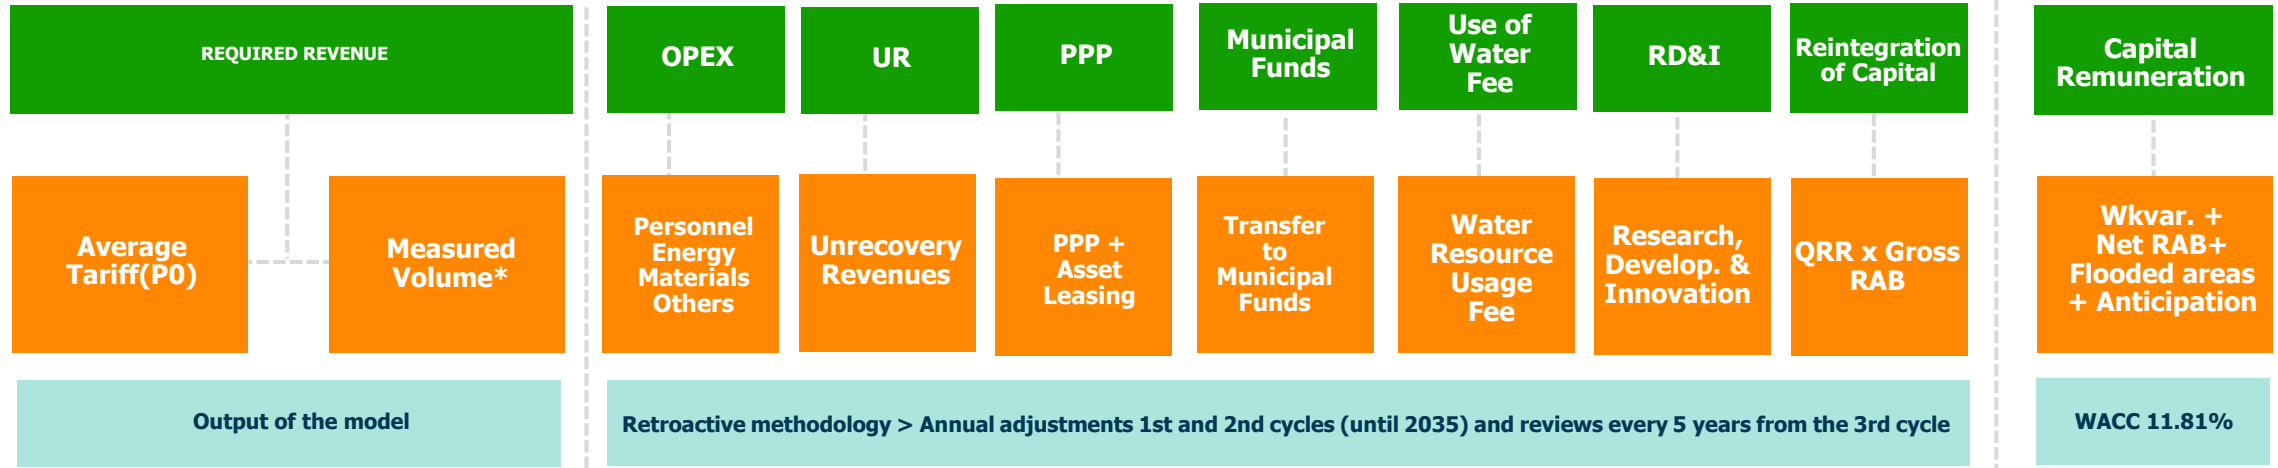 REQUIRED REVENUE
OPEX
UR
PPP
Municipal
Funds
Use of
Water
Fee
RD&I
Reintegration
of Capital
Capital
Remuneration
Average
Tariff(P0)
Measured
Volume*
Personnel
Energy
Materials
Others
Unrecovery
Revenues
PPP +
Asset
Leasing
Transfer
to
Municipal
Funds
Water
Resource
Usage
Fee
Research,
Develop. &
Innovation
QRR x Gross
RAB
Wkvar. +
Net RAB+
Flooded areas
+ Anticipation
Output of the model
Retroactive methodology > Annual adjustments 1st and 2nd cycles (until 2035) and reviews every 5 years from the 3rd cycle
WACC 11.81%